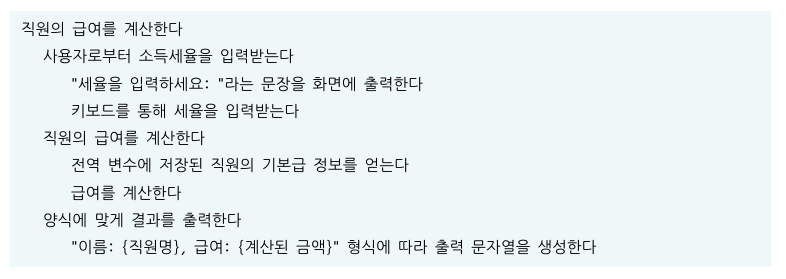 직원의 급여를 계산한다
사용자로부터 소득세율을 입력받는다
"세율을 입력하세요: "라는 문장을 화면에 출력한다
키보드를 통해 세율을 입력받는다
직원의 급여를 계산한다
전역 변수에 저장된 직원의 기본급 정보를 얻는다
급여를 계산한다
양식에 맞게 결과를 출력한다
"이름: {직원명}, 급여: {계산된 금액}" 형식에 따라 출력 문자열을 생성한다